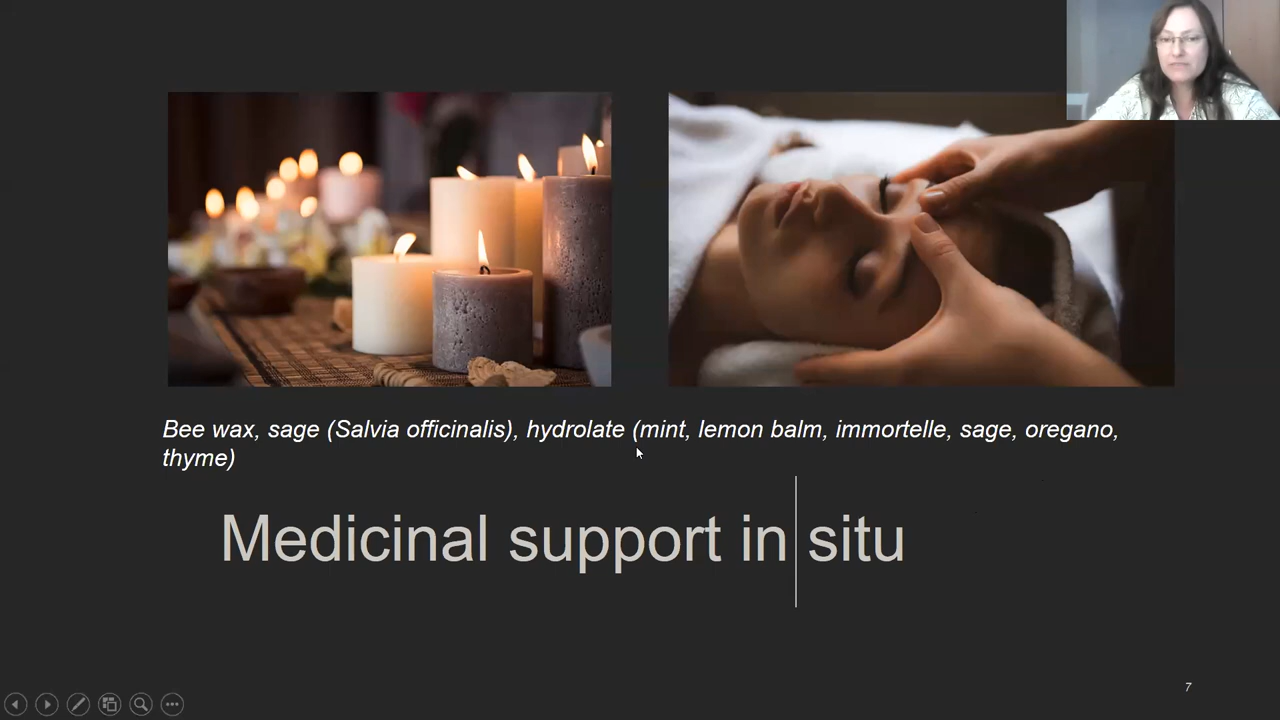 Bee wax, sage (Salvia officinalis), hydrolate (mint, lemon balm, immortelle, sage, oregano,
thyme)
Medicinal support in situ
7